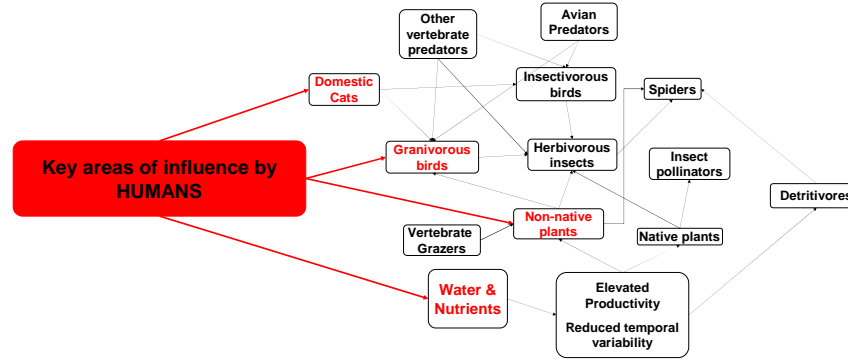 Other
vertebrate
predators
Avian
Predators
Domestic
Cats
Insectivorous
birds
Spiders
Key areas of influence by
HUMANS
Granivorous
birds
Herbivorous
insects
Insect
pollinators
Detritivores
Non-native
plants
Vertebrate
Grazers
Native plants
Water &
Nutrients
Elevated
Productivity
Reduced temporal
variability